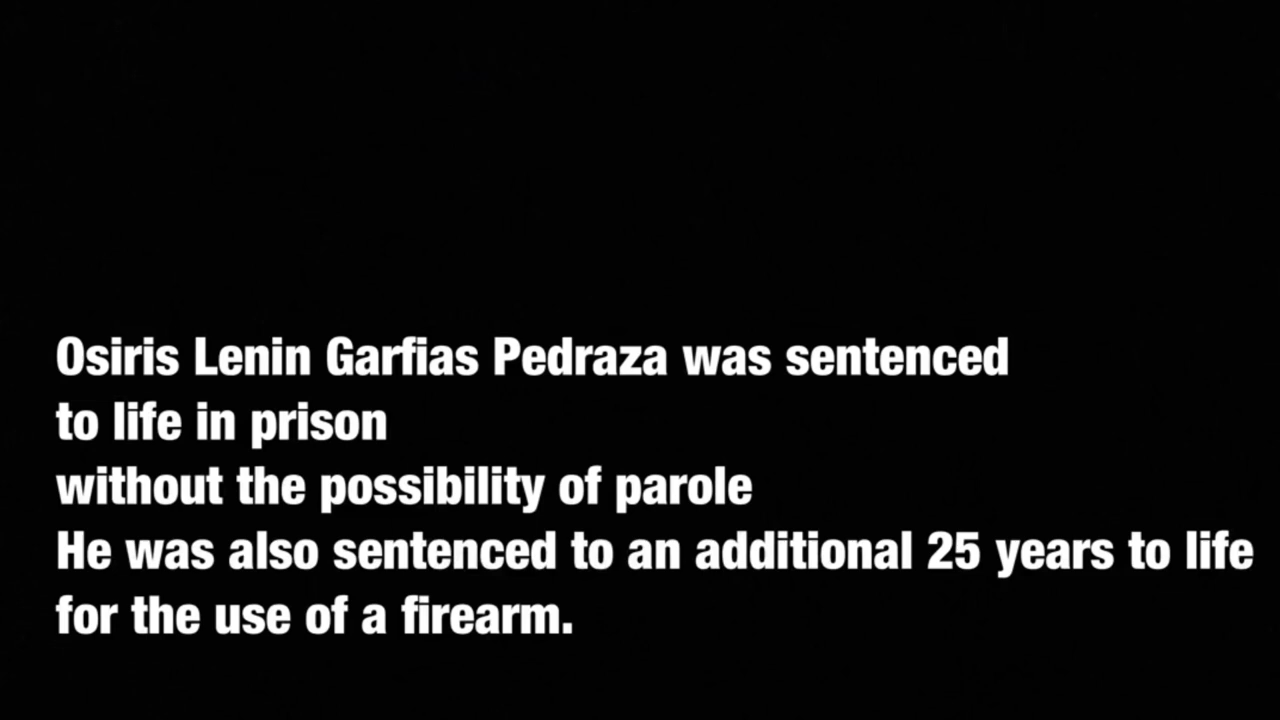 Osiris Lenin Garfias Pedraza was sentenced
to life in prison
without the possibility of parole
He was also sentenced to an additional 25 years to life
for the use of a firearm.